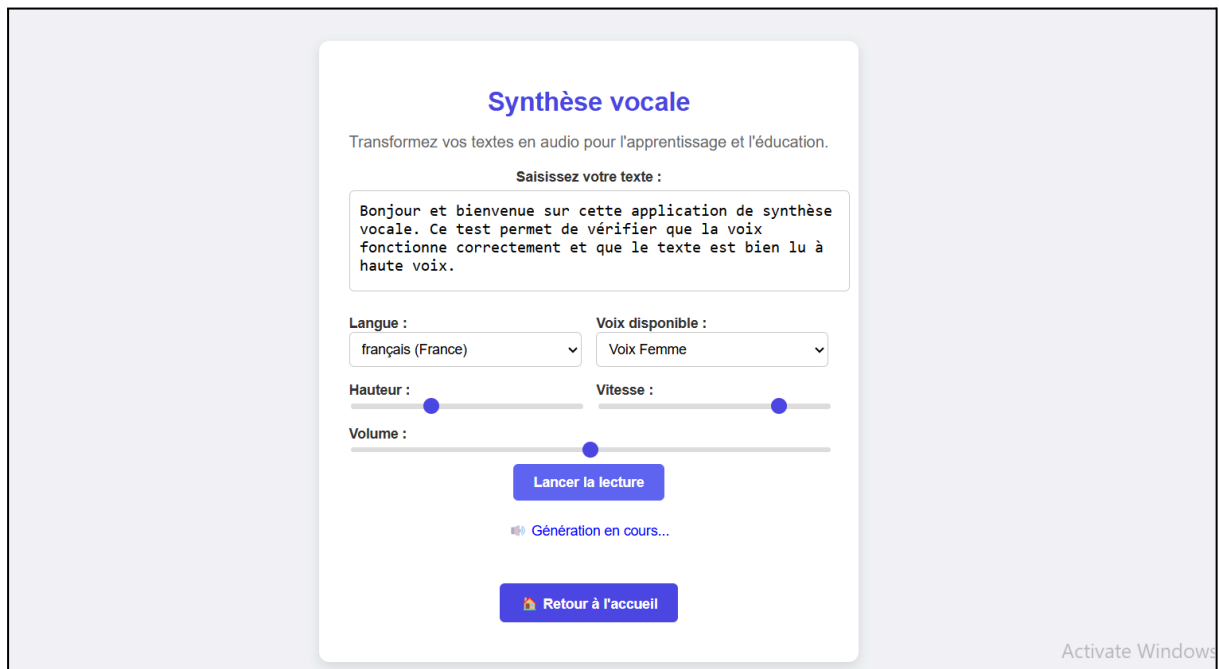 Synthèse vocale
Transformez vos textes en audio pour l'apprentissage et l'éducation.
Saisissez votre texte :
Bonjour et bienvenue sur cette application de synthèse
vocale. Ce test permet de vérifier que la voix
fonctionne correctement et que le texte est bien lu à
haute voix.
Langue : Voix disponible :
français (France) Voix Femme
Hauteur : Vitesse :
Volume :
Lancer la lecture
Génération en cours...
Retour à l'accueil
Activate Windows